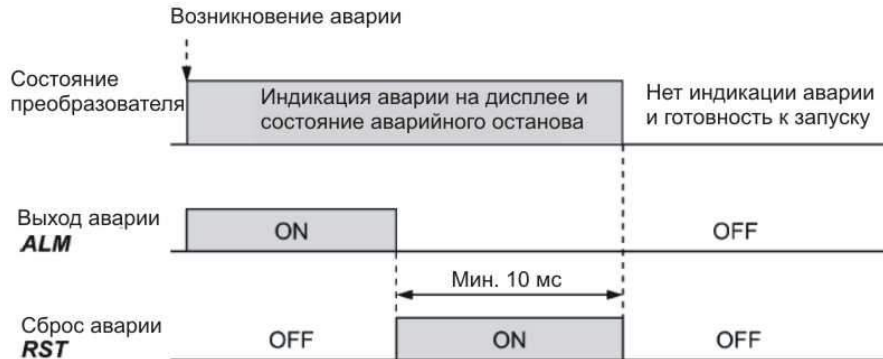 Возникновение аварии
Состояние
преобразователя
Индикация аварии на дисплее и
состояние аварийного останова
Нет индикации аварии
и готовность к запуску
Выход аварии
ALM
ON
OFF
Мин. 10 мс
Сброс аварии
RST
OFF
ON
OFF